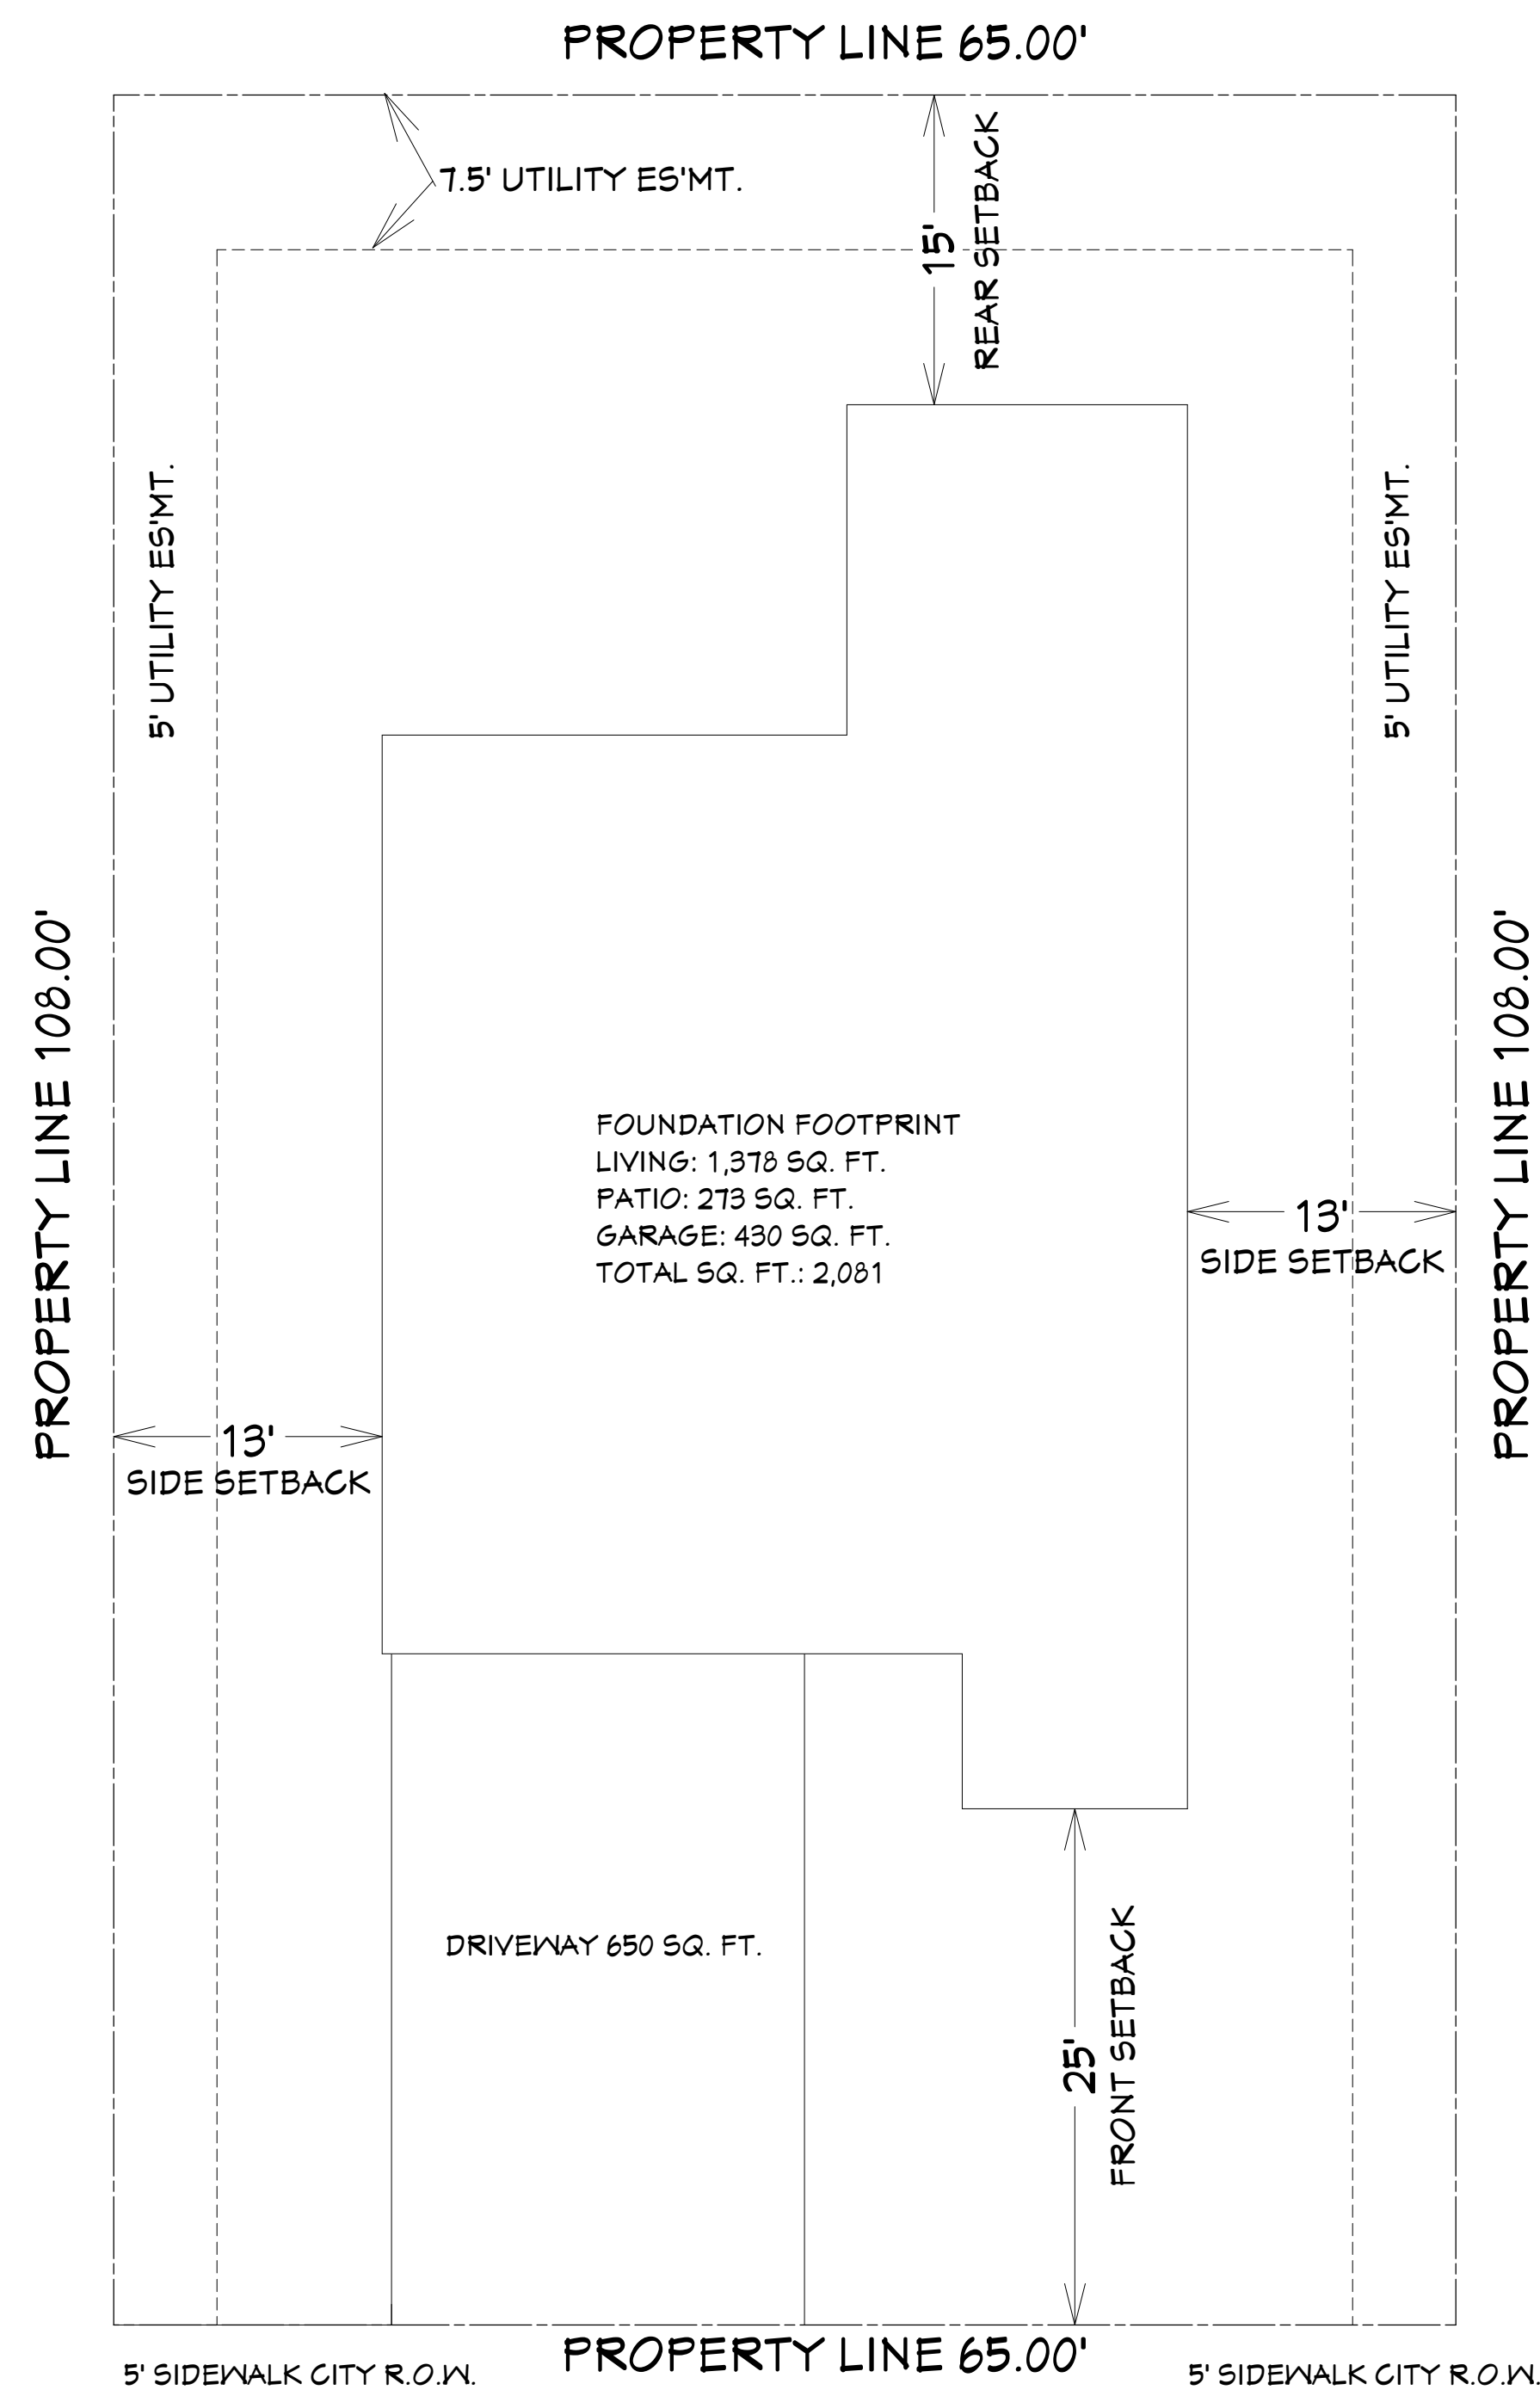 PROPERTY LINE 65.00'
7.5' UTILITY ES'MT.
15'
REAR SETBACK
5' UTILITY ES'MT.
5' UTILITY ES'MT.
PROPERTY LINE 108.00'
PROPERTY LINE 108.00'
FOUNDATION FOOTPRINT
LIVING: 1,378 SQ. FT.
PATIO: 273 SQ. FT.
GARAGE: 430 SQ. FT.
TOTAL SQ. FT.: 2,081
13'
SIDE SETBACK
13'
SIDE SETBACK
DRIVEWAY 650 SQ. FT.
25'
FRONT SETBACK
PROPERTY LINE 65.00'
5' SIDEWALK CITY R.O.W.
5' SIDEWALK CITY R.O.W.